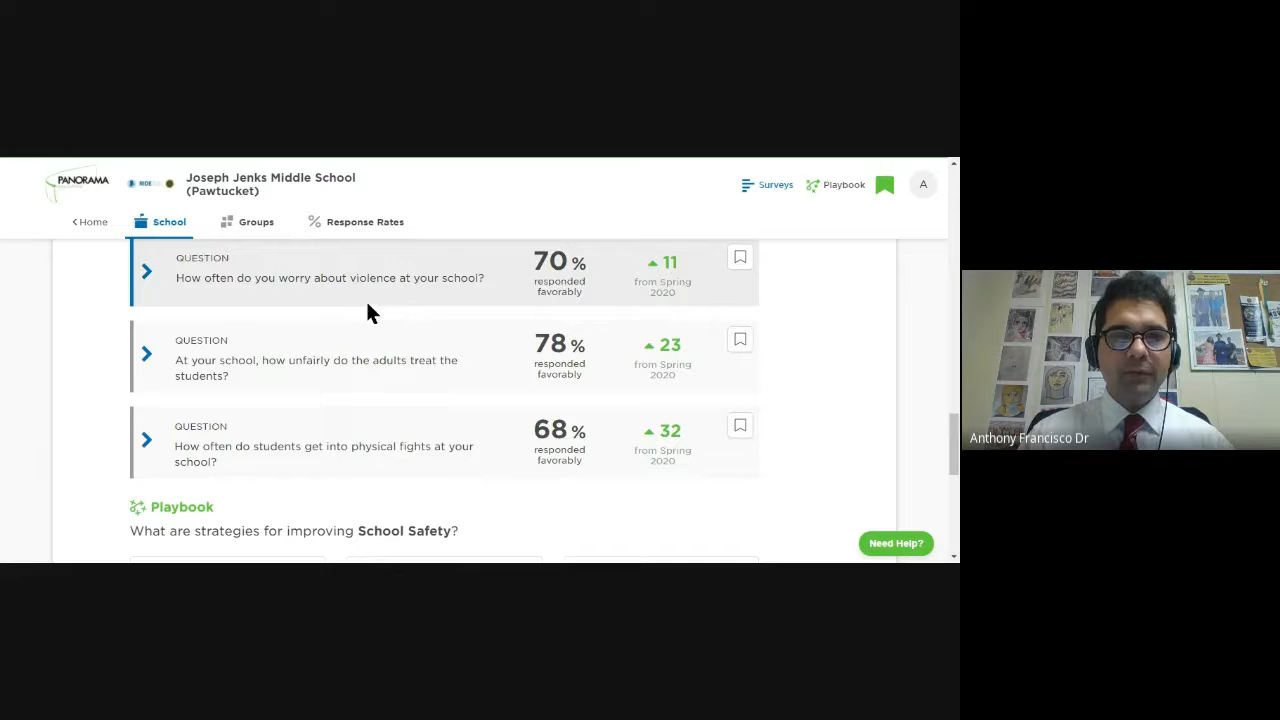 PANORAMA
RIDE
Joseph Jenks Middle School
(Pawtucket)
Surveys
Playbook
A
Home
School
Groups
Response Rates
QUESTION
How often do you worry about violence at your school?
70 %
responded
favorably
11
from Spring
2020
QUESTION
At your school, how unfairly do the adults treat the
students?
78 %
responded
favorably
23
from Spring
2020
QUESTION
How often do students get into physical fights at your
school?
68 %
responded
favorably
32
from Spring
2020
Playbook
What are strategies for improving School Safety?
Need Help?
Anthony Francisco Dr